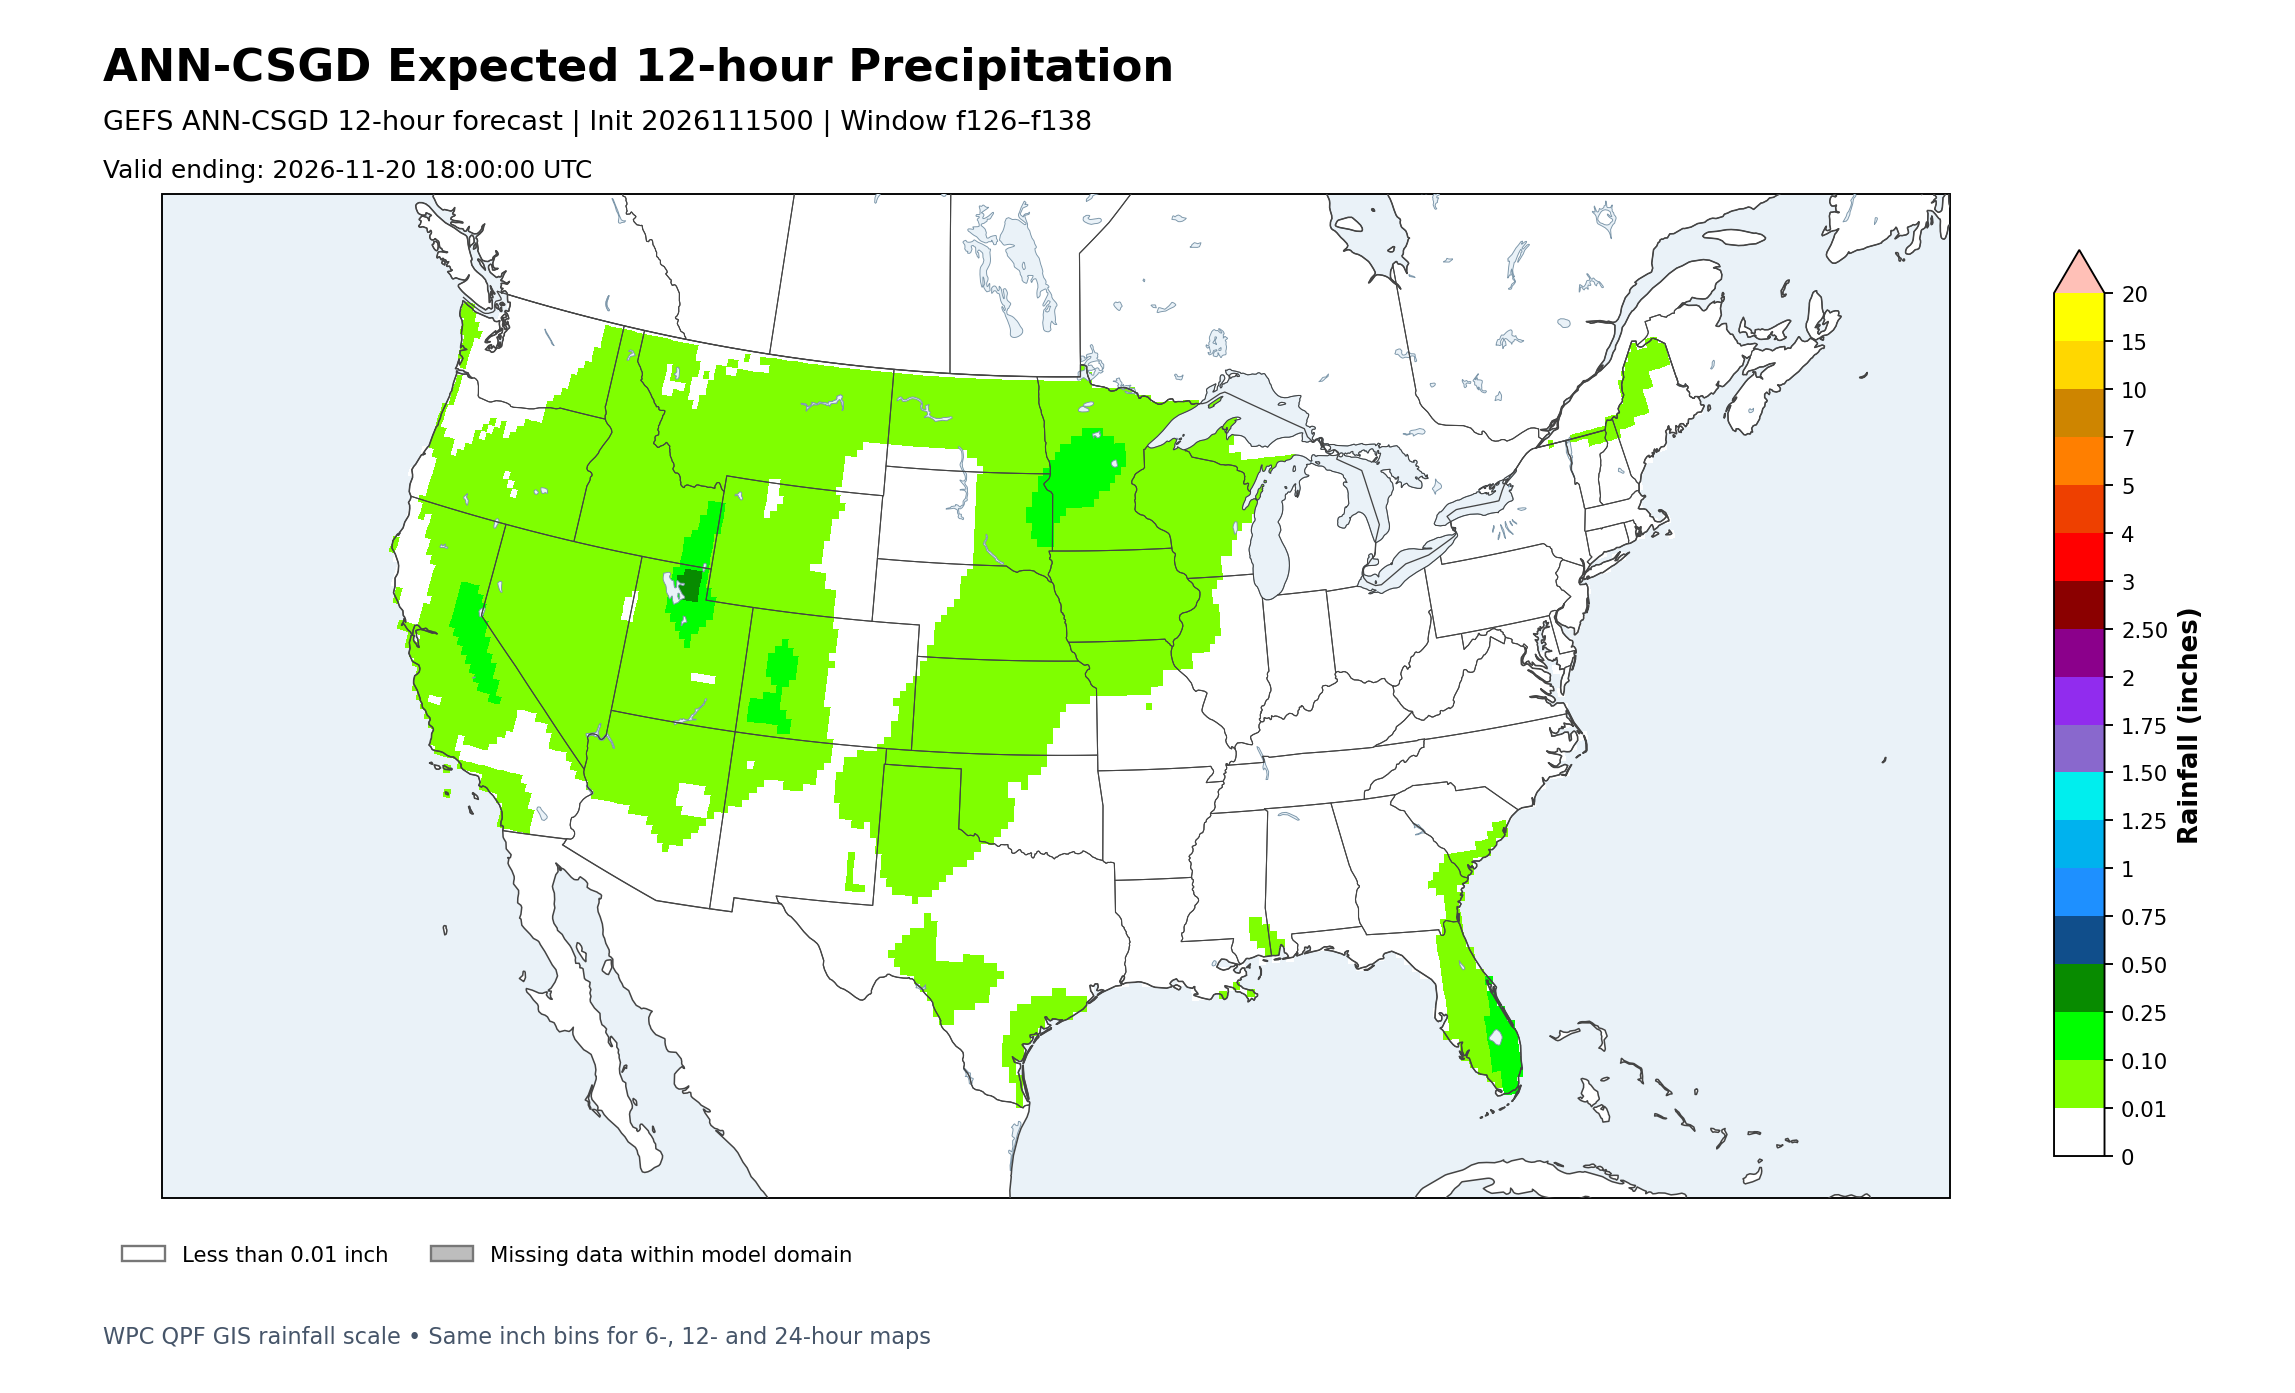 ANN-CSGD Expected 12-hour Precipitation
GEFS ANN-CSGD 12-hour forecast | Init 2026111500 | Window f126–f138
Valid ending: 2026-11-20 18:00:00 UTC
20
15
10
7
5
4
3
2.50
2
1.75
1.50
1.25
1
0.75
0.50
0.25
0.10
0.01
0
Rainfall (inches)
Less than 0.01 inch
Missing data within model domain
WPC QPF GIS rainfall scale • Same inch bins for 6-, 12- and 24-hour maps